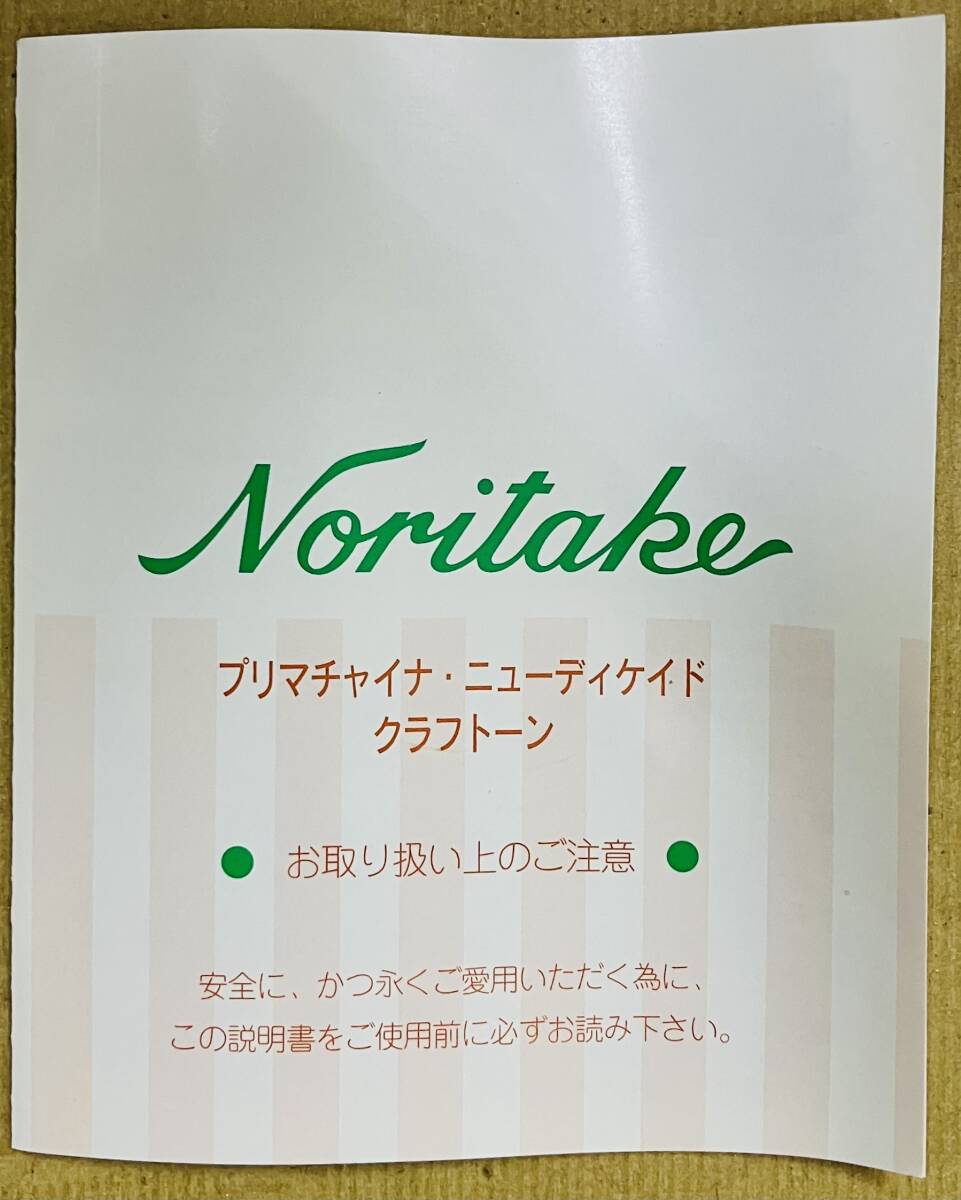 Noritake
プリマチャイナ・ニューディケイド
クラフトーン
● お取り扱い上のご注意 ●
安全に、かつ永くご愛用いただく為に、
この説明書をご使用前に必ずお読み下さい。